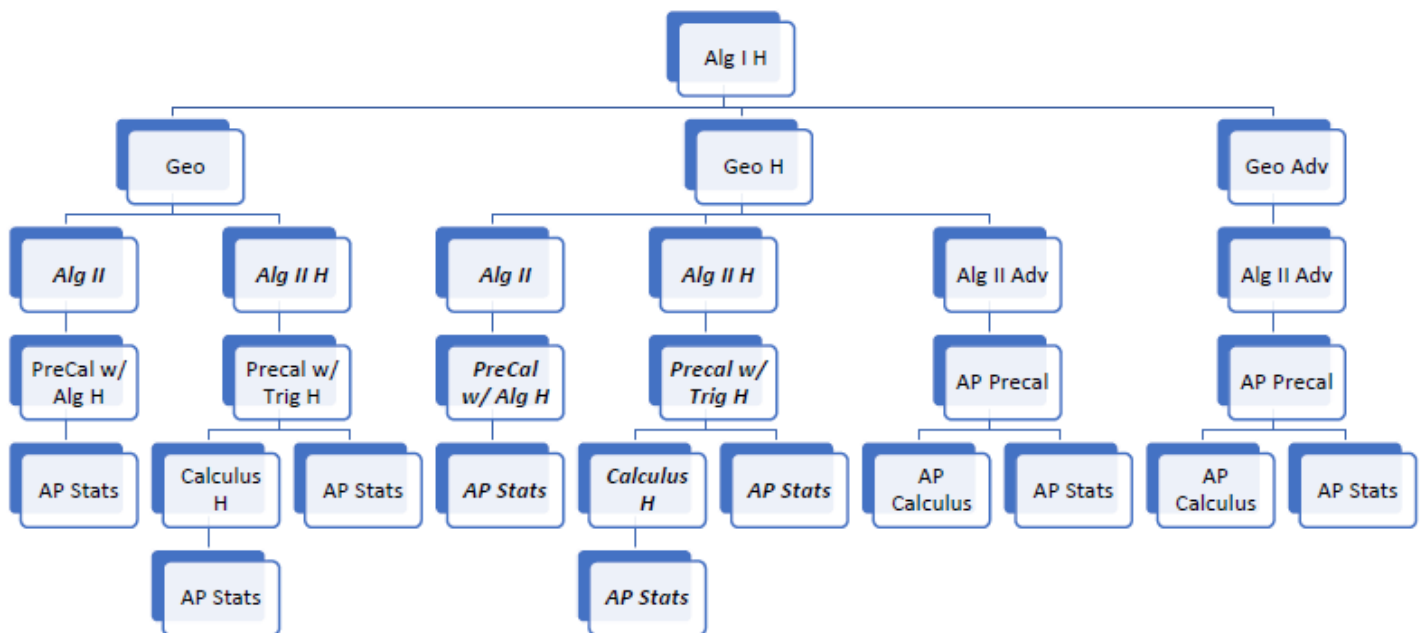 Alg I H
Geo
Geo H
Geo Adv
Alg II
Alg II H
Alg II
Alg II H
Alg II Adv
Alg II Adv
PreCal w/
Alg H
Precal w/
Trig H
PreCal
w/ Alg H
Precal w/
Trig H
AP Precal
AP Precal
AP Stats
Calculus
H
AP Stats
AP Stats
Calculus
H
AP Stats
AP
Calculus
AP Stats
AP
Calculus
AP Stats
AP Stats
AP Stats